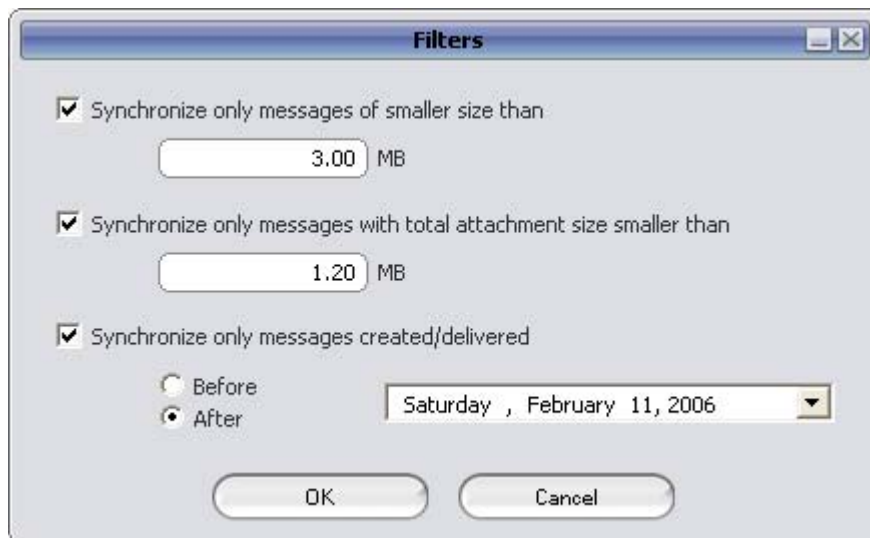 Filters
Synchronize only messages of smaller size than
3.00 MB
Synchronize only messages with total attachment size smaller than
1.20 MB
Synchronize only messages created/delivered
Before
After
Saturday , February 11, 2006
OK Cancel